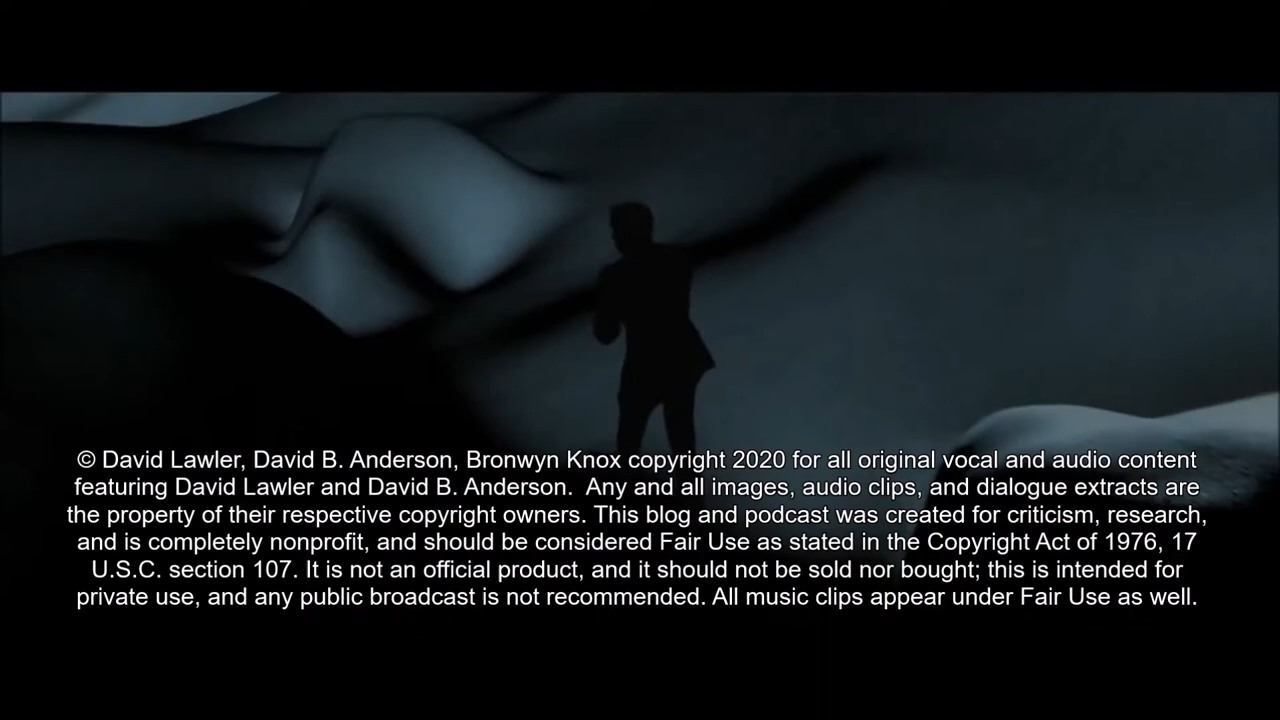 © David Lawler, David B. Anderson, Bronwyn Knox copyright 2020 for all original vocal and audio content
featuring David Lawler and David B. Anderson.  Any and all images, audio clips, and dialogue extracts are
the property of their respective copyright owners. This blog and podcast was created for criticism, research,
and is completely nonprofit, and should be considered Fair Use as stated in the Copyright Act of 1976, 17
U.S.C. section 107. It is not an official product, and it should not be sold nor bought; this is intended for
private use, and any public broadcast is not recommended. All music clips appear under Fair Use as well.